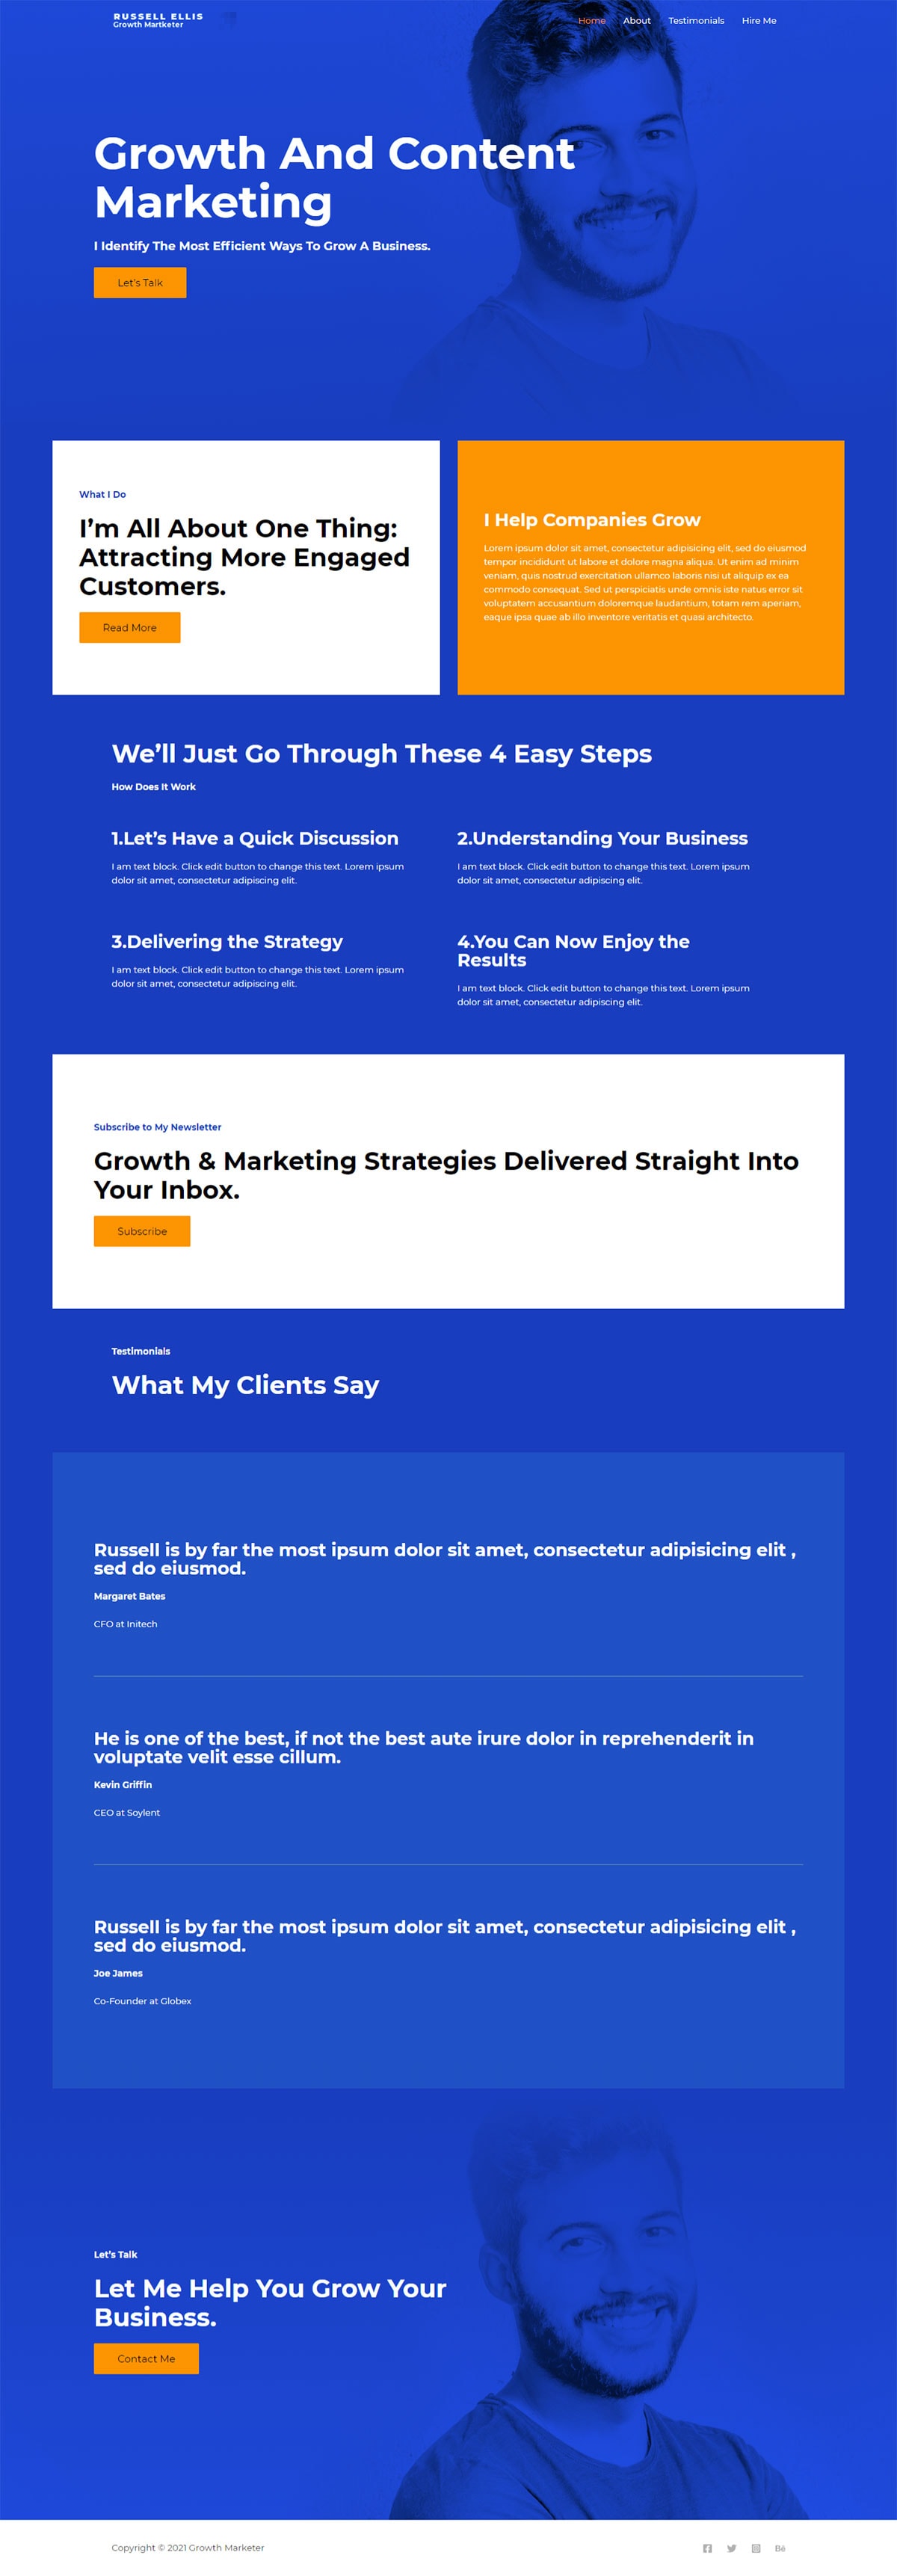 RUSSELL ELLIS
Growth Martketer
Home About Testimonials Hire Me
Growth And Content
Marketing
I Identify The Most Efficient Ways To Grow A Business.
Let's Talk
What I Do
I'm All About One Thing:
Attracting More Engaged
Customers.
Read More
I Help Companies Grow
Lorem ipsum dolor sit amet, consectetur adipisicing elit, sed do eiusmod
tempor incididunt ut labore et dolore magna aliqua. Ut enim ad minim
veniam, quis nostrud exercitation ullamco laboris nisi ut aliquip ex ea
commodo consequat. Sed ut perspiciatis unde omnis iste natus error sit
voluptatem accusantium doloremque laudantium, totam rem aperiam,
eaque ipsa quae ab illo inventore veritatis et quasi architecto.
We'll Just Go Through These 4 Easy Steps
How Does It Work
1.Let's Have a Quick Discussion
I am text block. Click edit button to change this text. Lorem ipsum
dolor sit amet, consectetur adipiscing elit.
2.Understanding Your Business
I am text block. Click edit button to change this text. Lorem ipsum
dolor sit amet, consectetur adipiscing elit.
3.Delivering the Strategy
I am text block. Click edit button to change this text. Lorem ipsum
dolor sit amet, consectetur adipiscing elit.
4.You Can Now Enjoy the
Results
I am text block. Click edit button to change this text. Lorem ipsum
dolor sit amet, consectetur adipiscing elit.
Subscribe to My Newsletter
Growth & Marketing Strategies Delivered Straight Into
Your Inbox.
Subscribe
Testimonials
What My Clients Say
Russell is by far the most ipsum dolor sit amet, consectetur adipisicing elit ,
sed do eiusmod.
Margaret Bates
CFO at Initech
He is one of the best, if not the best aute irure dolor in reprehenderit in
voluptate velit esse cillum.
Kevin Griffin
CEO at Soylent
Russell is by far the most ipsum dolor sit amet, consectetur adipisicing elit ,
sed do eiusmod.
Joe James
Co-Founder at Globex
Let's Talk
Let Me Help You Grow Your
Business.
Contact Me
Copyright © 2021 Growth Marketer
Bē